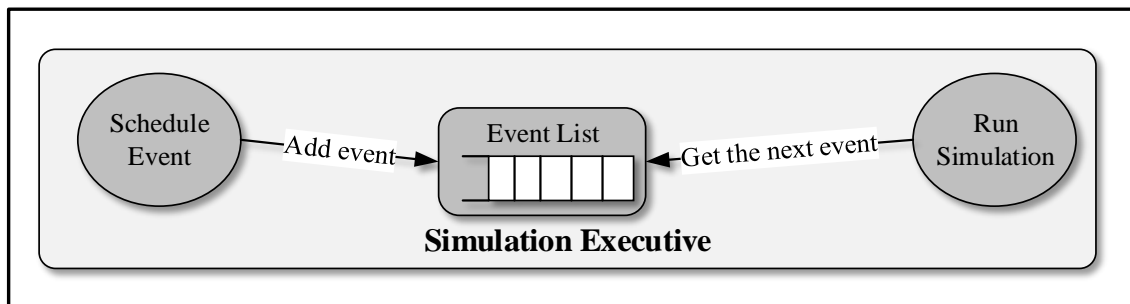 Schedule
Event
Add event
Event List
Get the next event
Run
Simulation
Simulation Executive